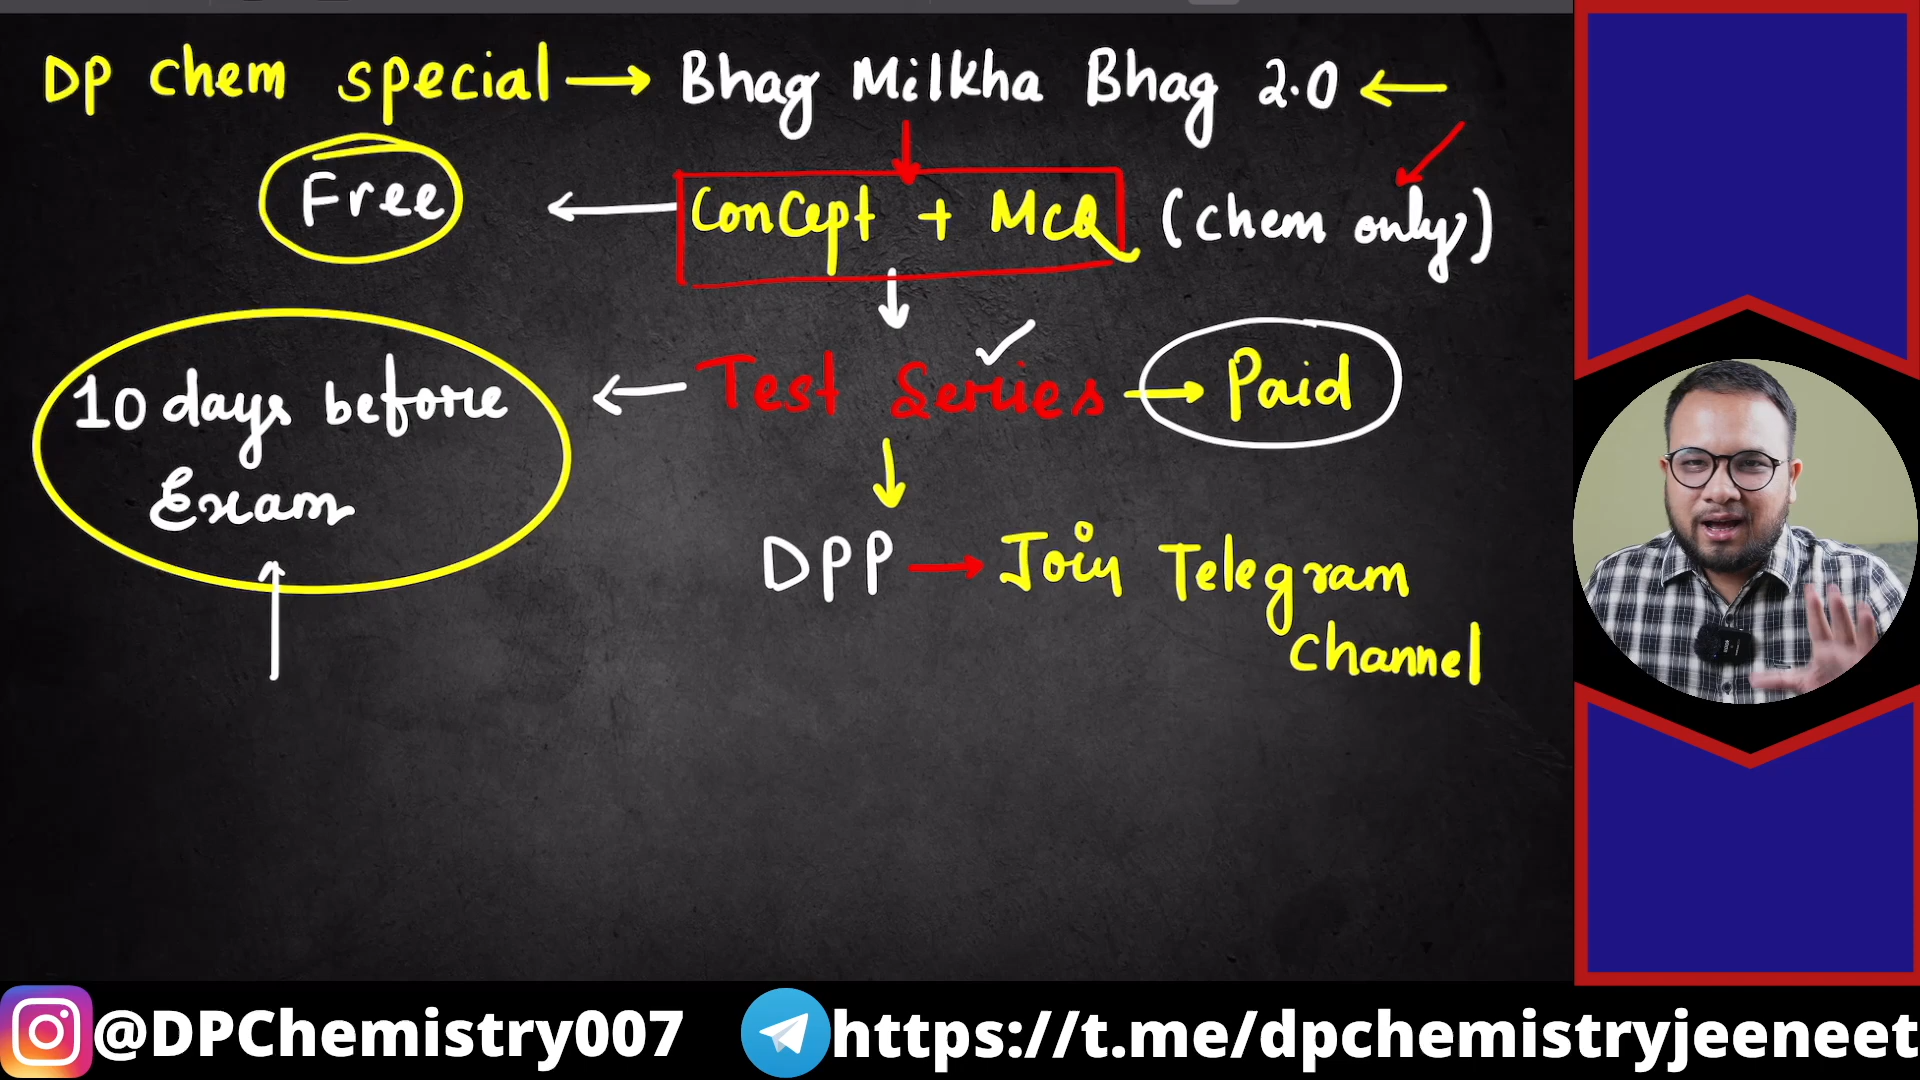 DP Chem special → Bhag Milkha Bhag 2.0 ←
Free ← Concept + MCQ (chem only)
10 days before ← Test Series → Paid
Exam
DPP → Join Telegram
channel
@DPChemistry007 https://t.me/dpchemistryjeeneet